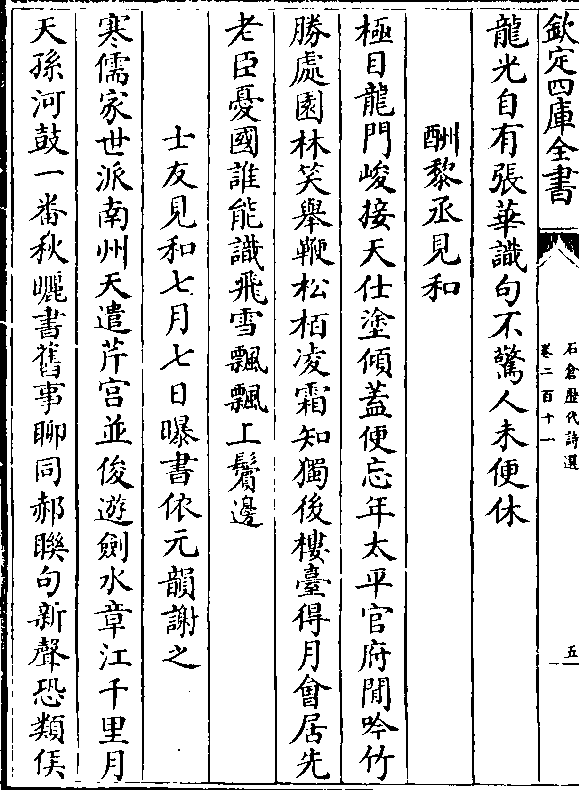 欽定四庫全書
石倉歷代詩選
卷二百十一
五
龍光自有張華識句不驚人未便休
酬黎丞見和
極目龍門峻接天仕塗傾蓋便忘年太平官府閒吟竹
勝處園林笑舉鞭松栢凌霜知獨後樓臺得月會居先
老臣憂國誰能識飛雪飄飄上鬢邊
士友見和七月七日曝書依元韻謝之
寒儒家世派南州天遣芹宮並俊遊劍水章江千里月
天孫河鼓一番秋曬書舊事聊同郝聯句新聲恐類侯